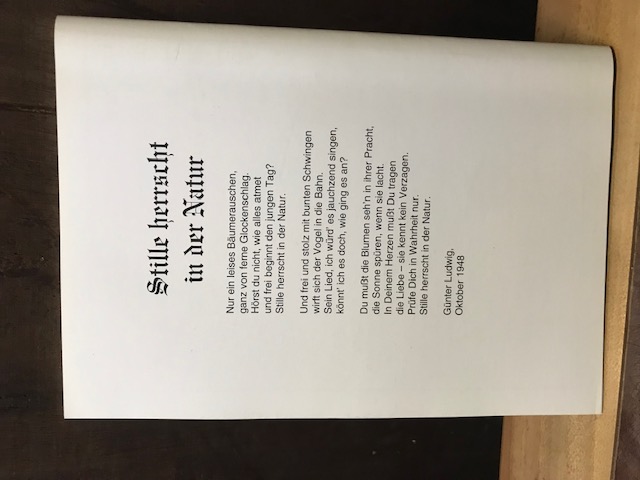 Stille herrscht
in der Natur
Nur ein leises Bäumerauschen,
ganz von ferne Glockenschlag.
Hörst du nicht, wie alles atmet
und frei beginnt den jungen Tag?
Stille herrscht in der Natur.
Und frei und stolz mit bunten Schwingen
wirft sich der Vogel in die Bahn.
Sein Lied, ich würd' es jauchzend singen,
könnt' ich es doch, wie ging es an?
Du mußt die Blumen seh'n in ihrer Pracht,
die Sonne spüren, wenn sie lacht.
In Deinem Herzen mußt Du tragen
die Liebe – sie kennt kein Verzagen.
Prüfe Dich in Wahrheit nur.
Stille herrscht in der Natur.
Günter Ludwig,
Oktober 1948